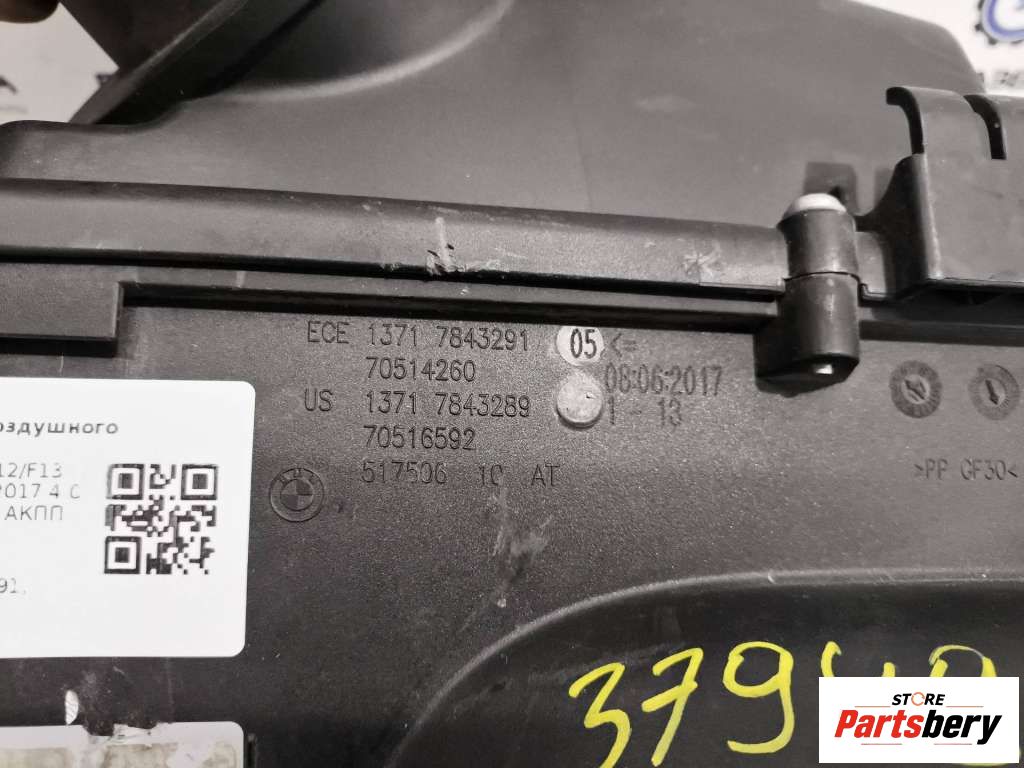 ECE 1371 7843291 05 <=
70514260 08:06:2017
US 1371 7843289 1 - 13
70516592
517506 10 AT
>PP GF30<
оздушного
12/F13
2017 4
АКПП
91.
STORE
Partsbery